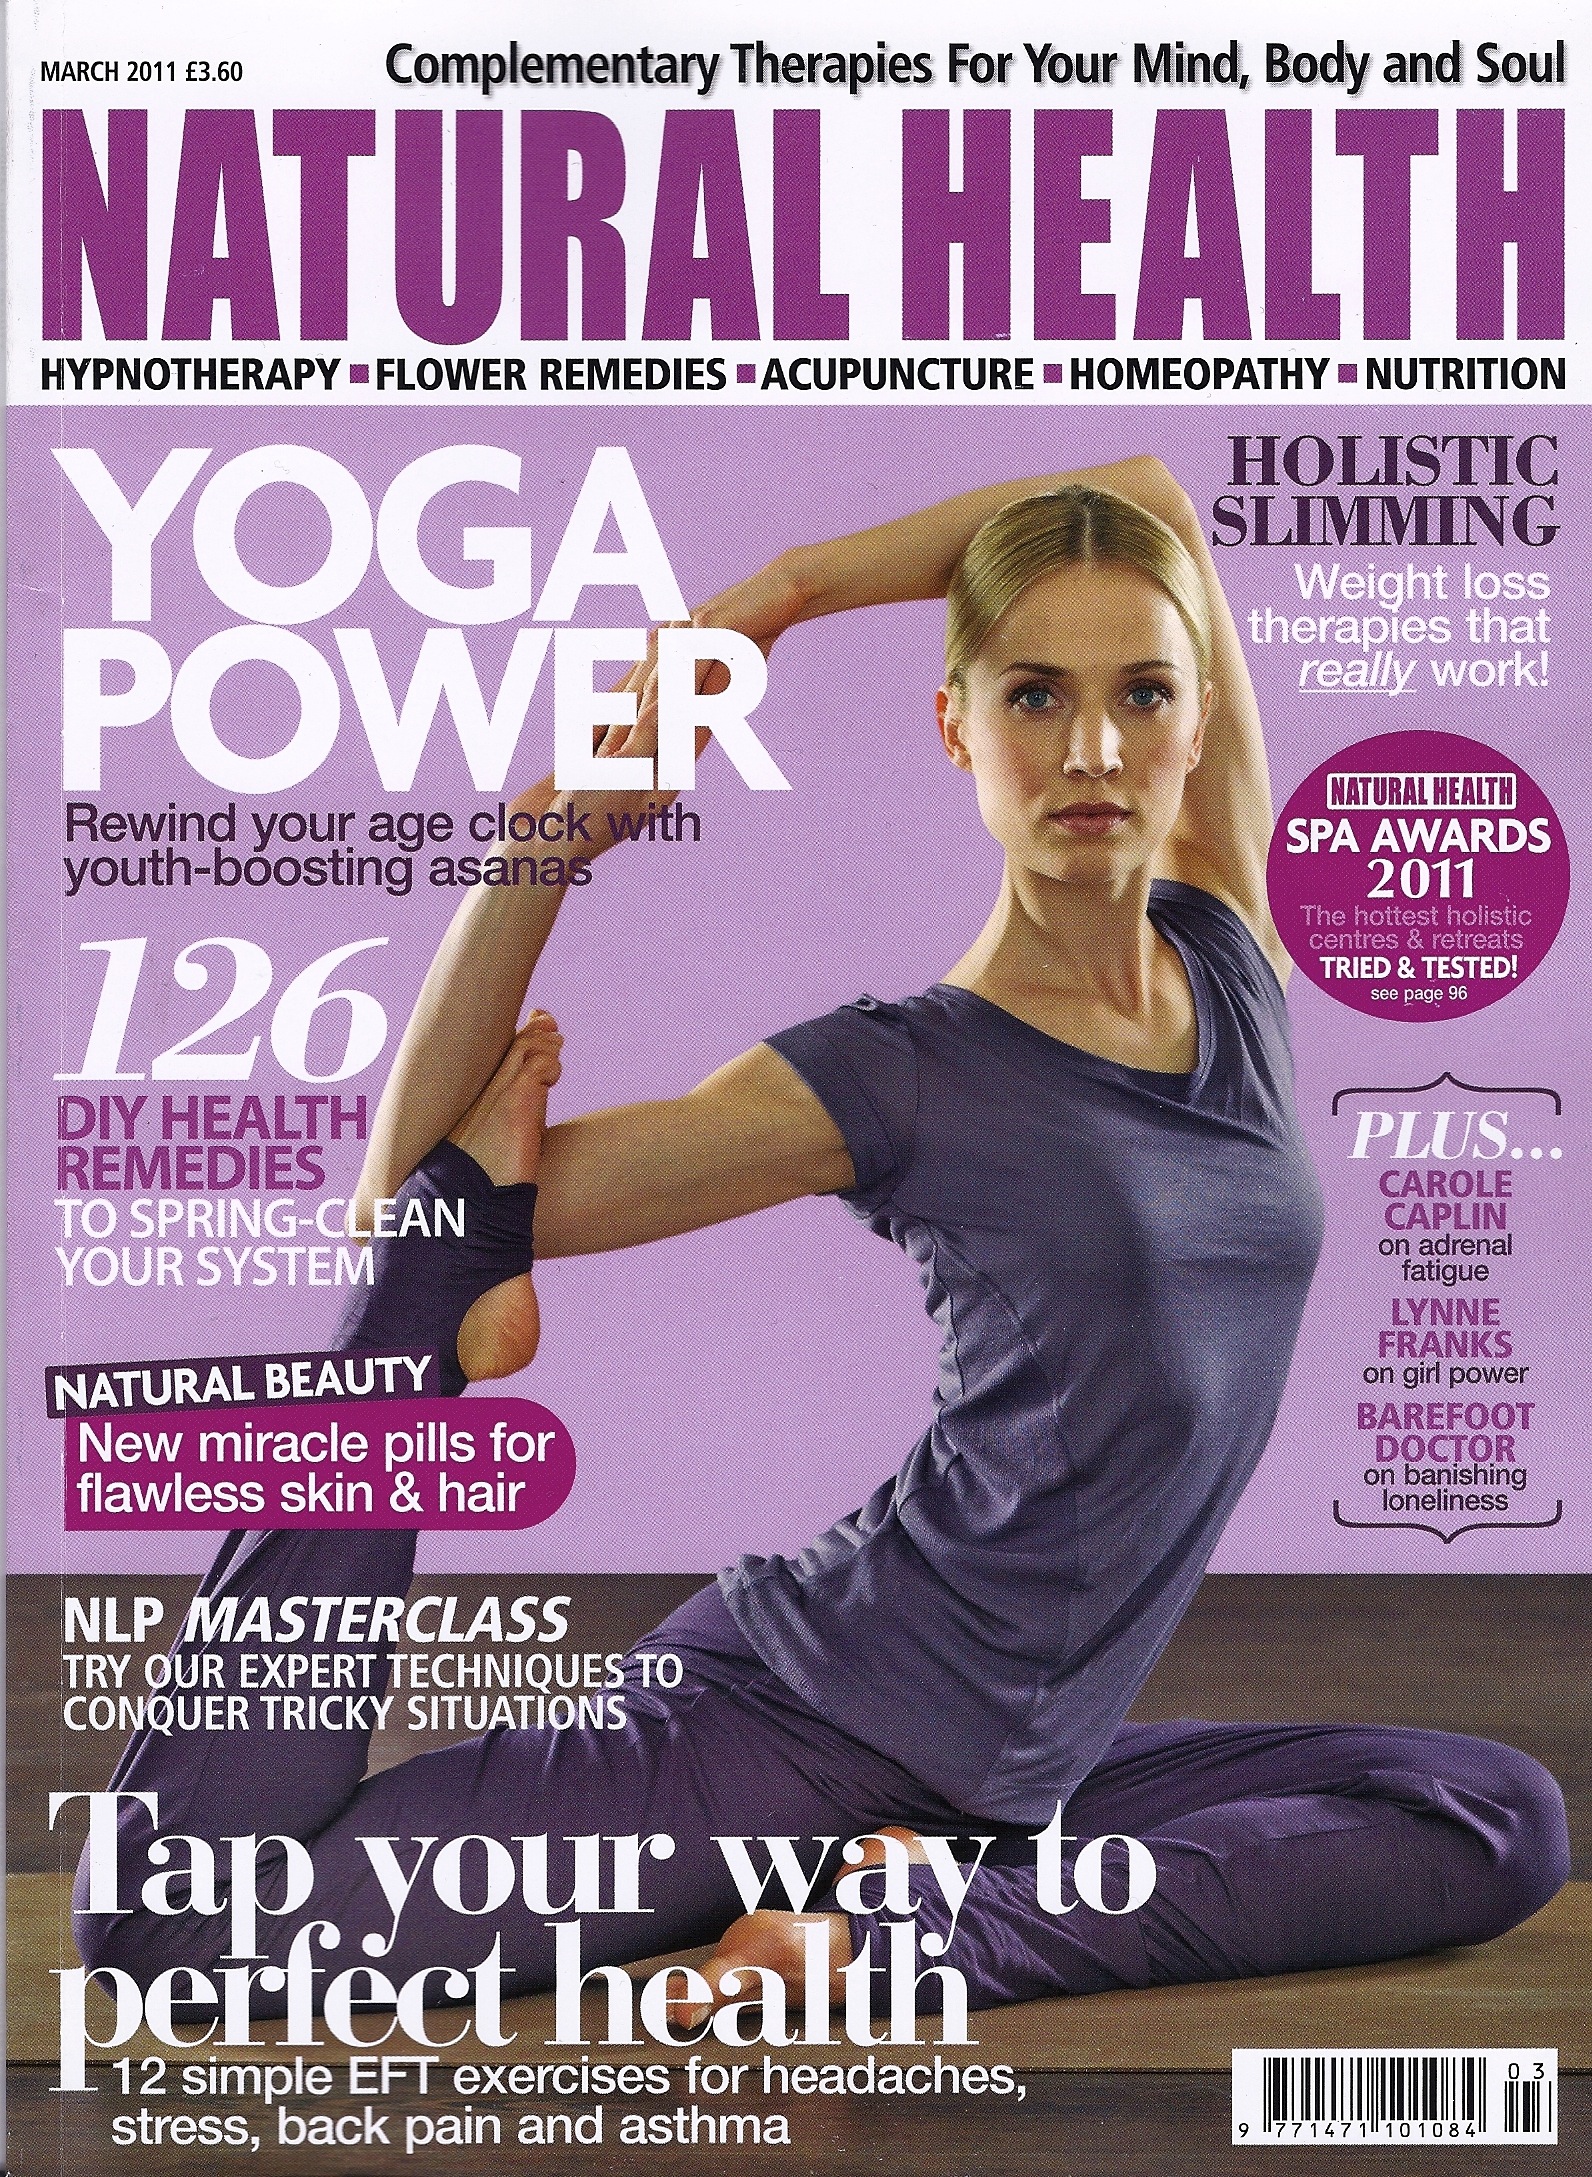 MARCH 2011 £3.60
Complementary Therapies For Your Mind, Body and Soul
NATURAL HEALTH
HYPNOTHERAPY ▪ FLOWER REMEDIES ▪ ACUPUNCTURE ▪ HOMEOPATHY ▪ NUTRITION
YOGA
POWER
Rewind your age clock with
youth-boosting asanas
126
DIY HEALTH
REMEDIES
TO SPRING-CLEAN
YOUR SYSTEM
NATURAL BEAUTY
New miracle pills for
flawless skin & hair
NLP MASTERCLASS
TRY OUR EXPERT TECHNIQUES TO
CONQUER TRICKY SITUATIONS
Tap your way to
perfect health
12 simple EFT exercises for headaches,
stress, back pain and asthma
HOLISTIC
SLIMMING
Weight loss
therapies that
really work!
NATURAL HEALTH
SPA AWARDS
2011
The hottest holistic
centres & retreats
TRIED & TESTED!
see page 96
PLUS...
CAROLE
CAPLIN
on adrenal
fatigue
LYNNE
FRANKS
on girl power
BAREFOOT
DOCTOR
on banishing
loneliness
03
9 771471 101084